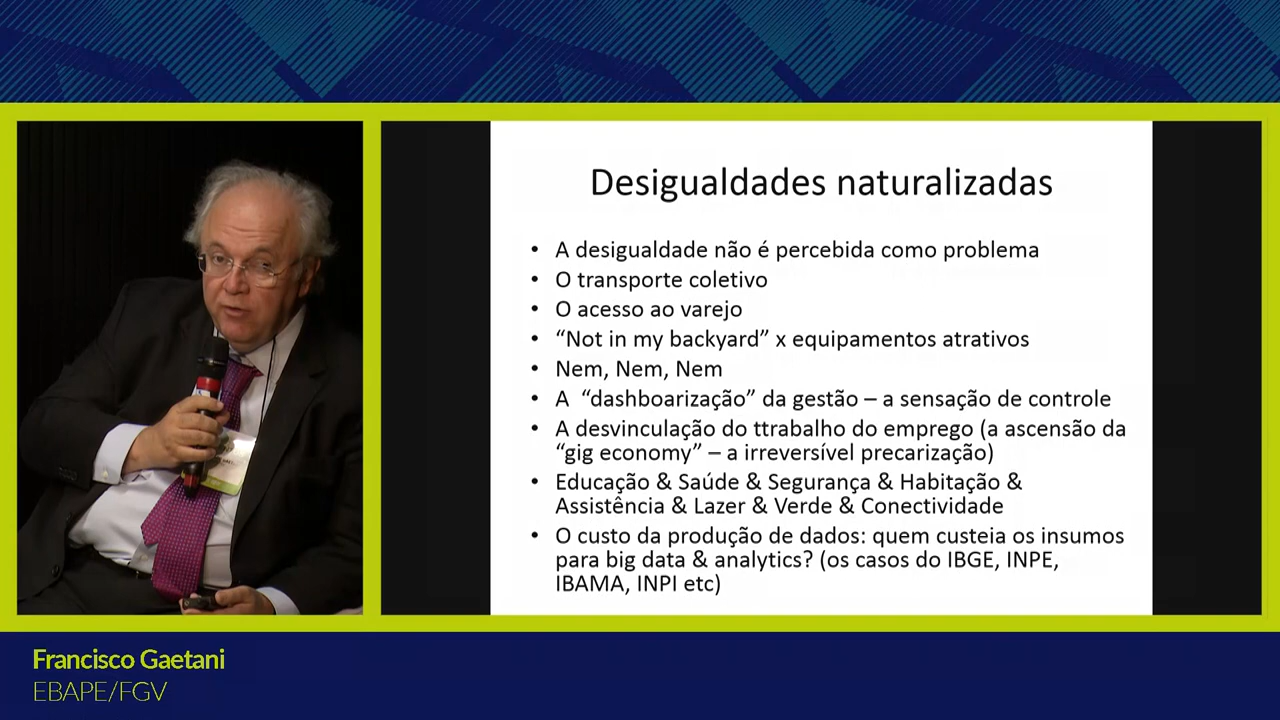 Desigualdades naturalizadas
• A desigualdade não é percebida como problema
• O transporte coletivo
• O acesso ao varejo
• “Not in my backyard” x equipamentos atrativos
• Nem, Nem, Nem
• A “dashboarização” da gestão – a sensação de controle
• A desvinculação do ttrabalho do emprego (a ascensão da
“gig economy” – a irreversível precarização)
• Educação & Saúde & Segurança & Habitação &
Assistência & Lazer & Verde & Conectividade
• O custo da produção de dados: quem custeia os insumos
para big data & analytics? (os casos do IBGE, INPE,
IBAMA, INPI etc)
Francisco Gaetani
EBAPE/FGV